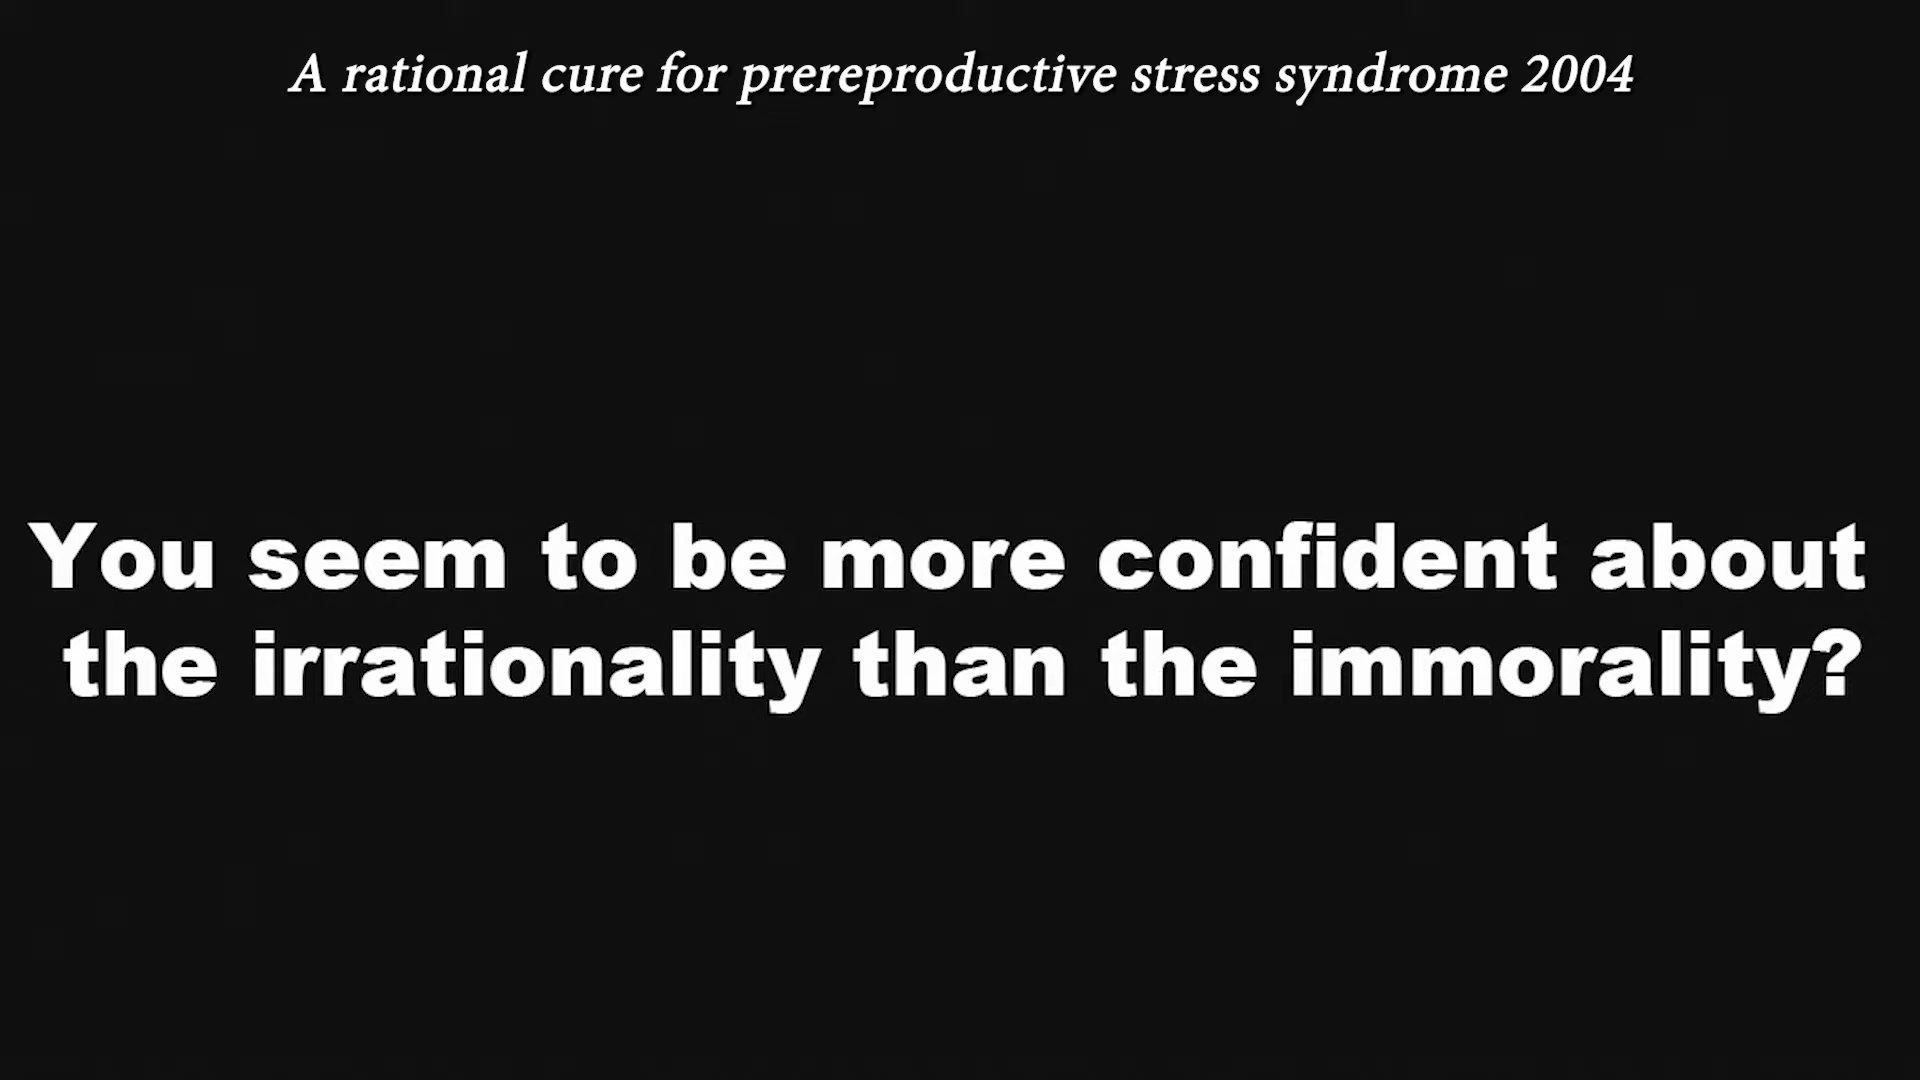 A rational cure for prereproductive stress syndrome 2004
You seem to be more confident about
the irrationality than the immorality?